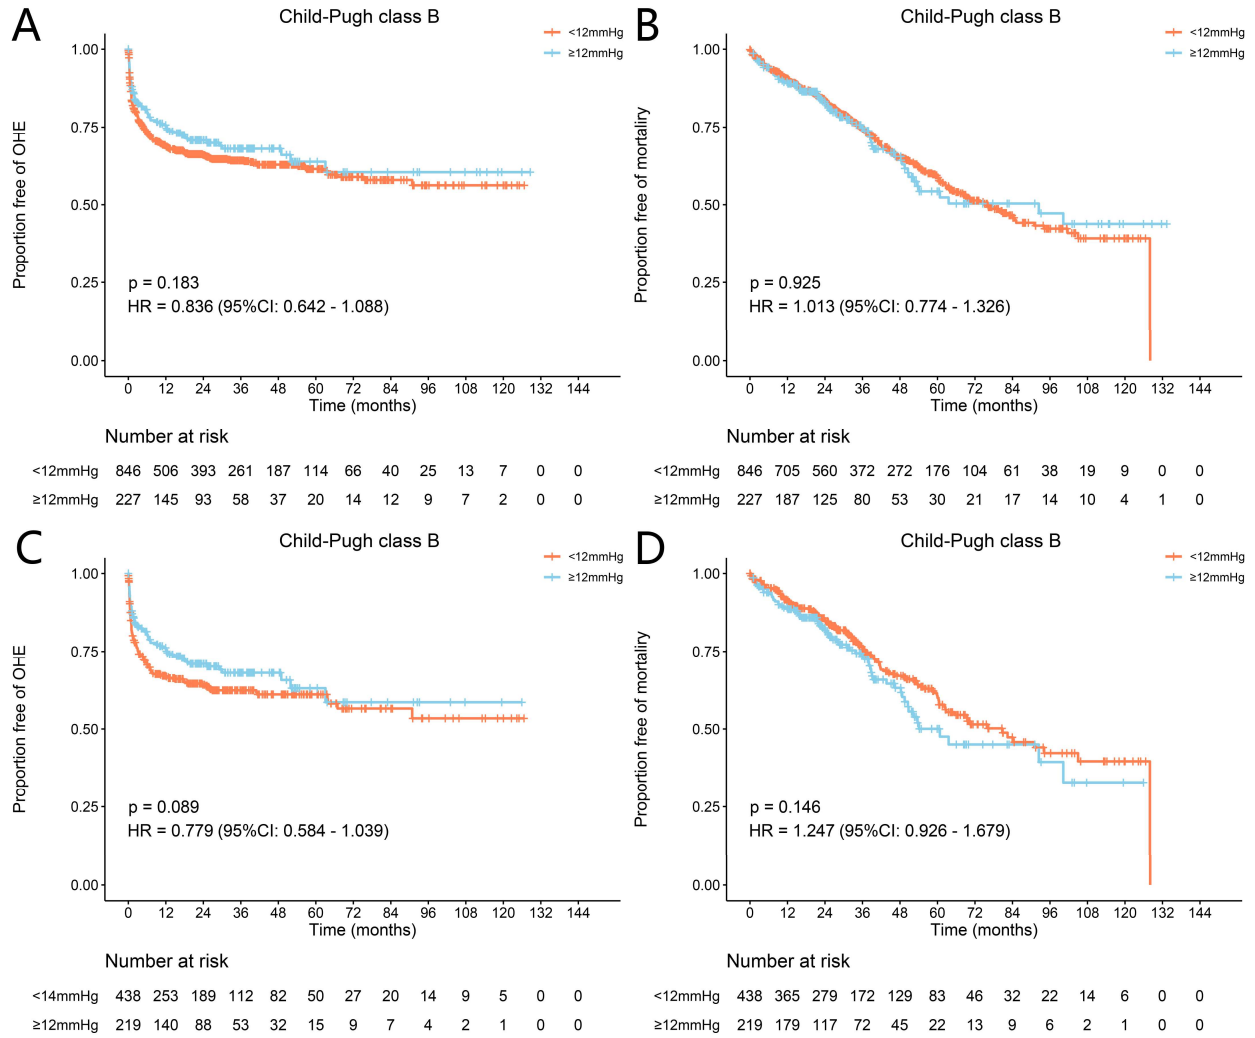 A
Child-Pugh class B
<12mmHg
≥12mmHg
Proportion free of OHE
1.00
0.75
0.50
0.25
0.00
p = 0.183
HR = 0.836 (95%CI: 0.642 - 1.088)
0 12 24 36 48 60 72 84 96 108 120 132 144
Time (months)
Number at risk
<12mmHg 846 506 393 261 187 114 66 40 25 13 7 0 0
≥12mmHg 227 145 93 58 37 20 14 12 9 7 2 0 0
B
Child-Pugh class B
<12mmHg
≥12mmHg
Proportion free of mortaliry
1.00
0.75
0.50
0.25
0.00
p = 0.925
HR = 1.013 (95%CI: 0.774 - 1.326)
0 12 24 36 48 60 72 84 96 108 120 132 144
Time (months)
Number at risk
<12mmHg 846 705 560 372 272 176 104 61 38 19 9 0 0
≥12mmHg 227 187 125 80 53 30 21 17 14 10 4 1 0
C
Child-Pugh class B
<12mmHg
≥12mmHg
Proportion free of OHE
1.00
0.75
0.50
0.25
0.00
p = 0.089
HR = 0.779 (95%CI: 0.584 - 1.039)
0 12 24 36 48 60 72 84 96 108 120 132 144
Time (months)
Number at risk
<14mmHg 438 253 189 112 82 50 27 20 14 9 5 0 0
≥12mmHg 219 140 88 53 32 15 9 7 4 2 1 0 0
D
Child-Pugh class B
<12mmHg
≥12mmHg
Proportion free of mortaliry
1.00
0.75
0.50
0.25
0.00
p = 0.146
HR = 1.247 (95%CI: 0.926 - 1.679)
0 12 24 36 48 60 72 84 96 108 120 132 144
Time (months)
Number at risk
<12mmHg 438 365 279 172 129 83 46 32 22 14 6 0 0
≥12mmHg 219 179 117 72 45 22 13 9 6 2 1 0 0